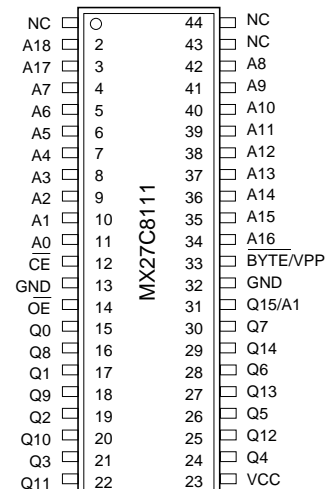 NC 44 NC
A18 2 43 NC
A17 3 42 A8
A7 4 41 A9
A6 5 40 A10
A5 6 39 A11
A4 7 38 A12
A3 8 37 A13
A2 9 36 A14
A1 10 35 A15
A0 11 34 A16
CE 12 33 BYTE/VPP
GND 13 32 GND
OE 14 31 Q15/A1
Q0 15 30 Q7
Q8 16 29 Q14
Q1 17 28 Q6
Q9 18 27 Q13
Q2 19 26 Q5
Q10 20 25 Q12
Q3 21 24 Q4
Q11 22 23 VCC
MX27C8111